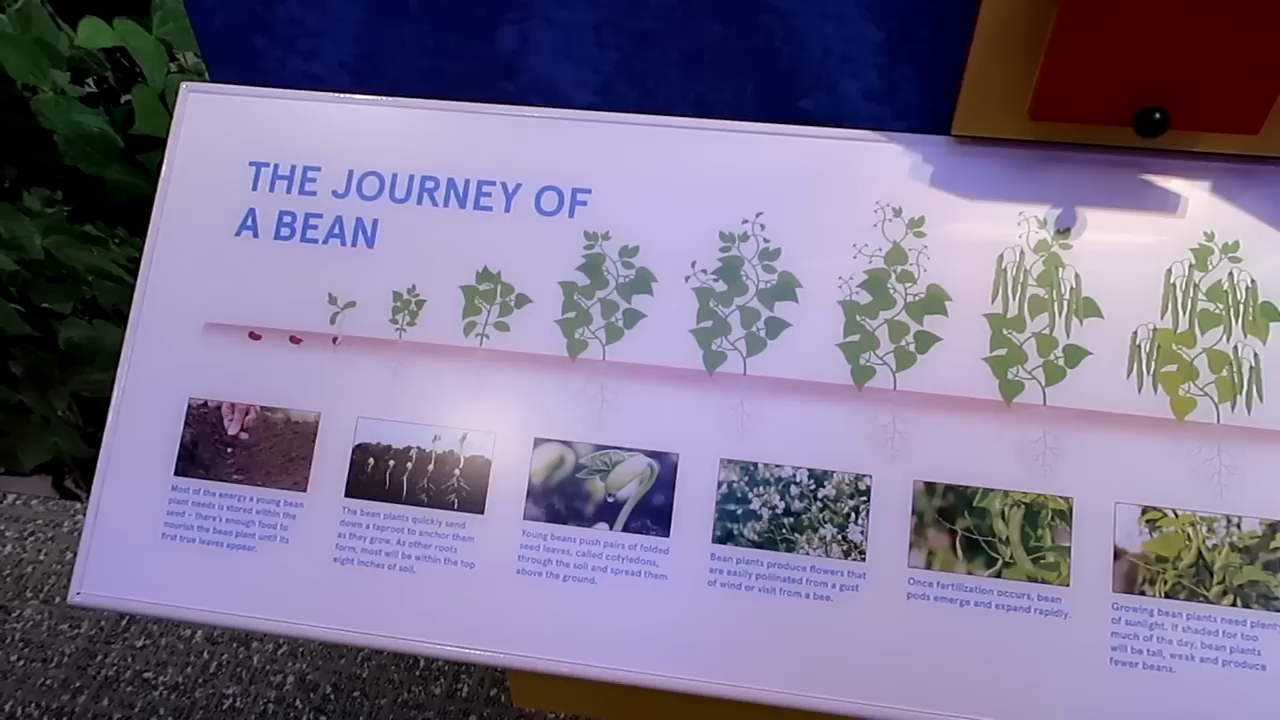 THE JOURNEY OF
A BEAN
Most of the energy a young bean
plant needs is stored within the
seed – there's enough food to
nourish the bean plant until its
first true leaves appear.
The bean plants quickly send
down a taproot to anchor them
as they grow. As other roots
form, most will be within the top
eight inches of soil.
Young beans push pairs of folded
seed leaves, called cotyledons,
through the soil and spread them
above the ground.
Bean plants produce flowers that
are easily pollinated from a gust
of wind or visit from a bee.
Once fertilization occurs, bean
pods emerge and expand rapidly.
Growing bean plants need plenty
of sunlight. If shaded for too
much of the day, bean plants
will be tall, weak and produce
fewer beans.